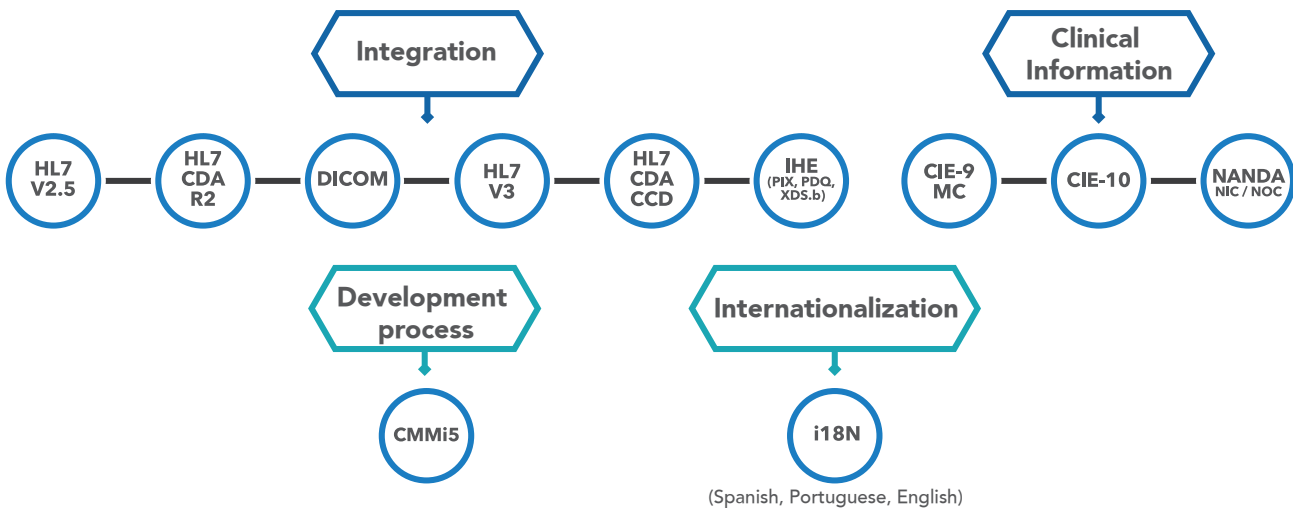 Integration
Clinical
Information
HL7
V2.5
HL7
CDA
R2
DICOM
HL7
V3
HL7
CDA
CCD
IHE
(PIX, PDQ,
XDS.b)
CIE-9
MC
CIE-10
NANDA
NIC / NOC
Development
process
Internationalization
CMMi5
i18N
(Spanish, Portuguese, English)